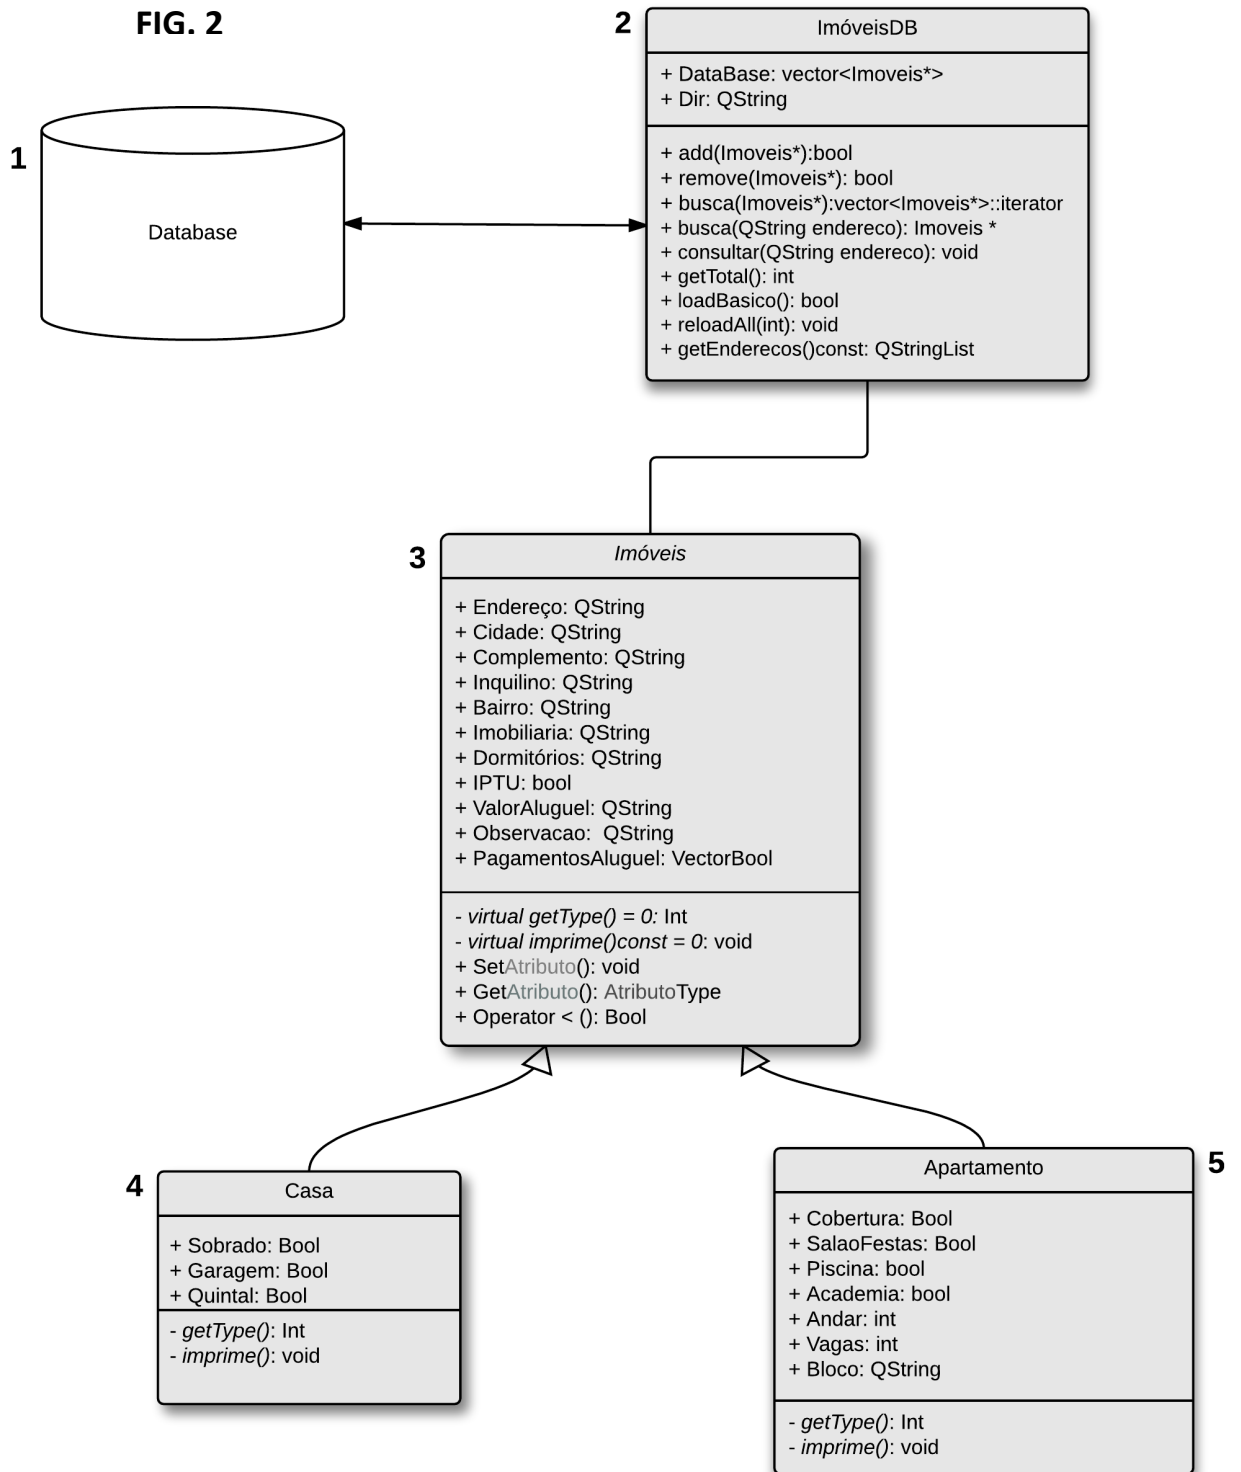 FIG. 2
2
ImóveisDB
+ DataBase: vector<Imoveis*>
+ Dir: QString
+ add(Imoveis*):bool
+ remove(Imoveis*): bool
+ busca(Imoveis*):vector<Imoveis*>::iterator
+ busca(QString endereco): Imoveis *
+ consultar(QString endereco): void
+ getTotal(): int
+ loadBasico(): bool
+ reloadAll(int): void
+ getEnderecos()const: QStringList
1
Database
3
Imóveis
+ Endereço: QString
+ Cidade: QString
+ Complemento: QString
+ Inquilino: QString
+ Bairro: QString
+ Imobiliaria: QString
+ Dormitórios: QString
+ IPTU: bool
+ ValorAluguel: QString
+ Observacao:  QString
+ PagamentosAluguel: VectorBool
- virtual getType() = 0: Int
- virtual imprime()const = 0: void
+ SetAtributo(): void
+ GetAtributo(): AtributoType
+ Operator < (): Bool
4
Casa
+ Sobrado: Bool
+ Garagem: Bool
+ Quintal: Bool
- getType(): Int
- imprime(): void
5
Apartamento
+ Cobertura: Bool
+ SalaoFestas: Bool
+ Piscina: bool
+ Academia: bool
+ Andar: int
+ Vagas: int
+ Bloco: QString
- getType(): Int
- imprime(): void